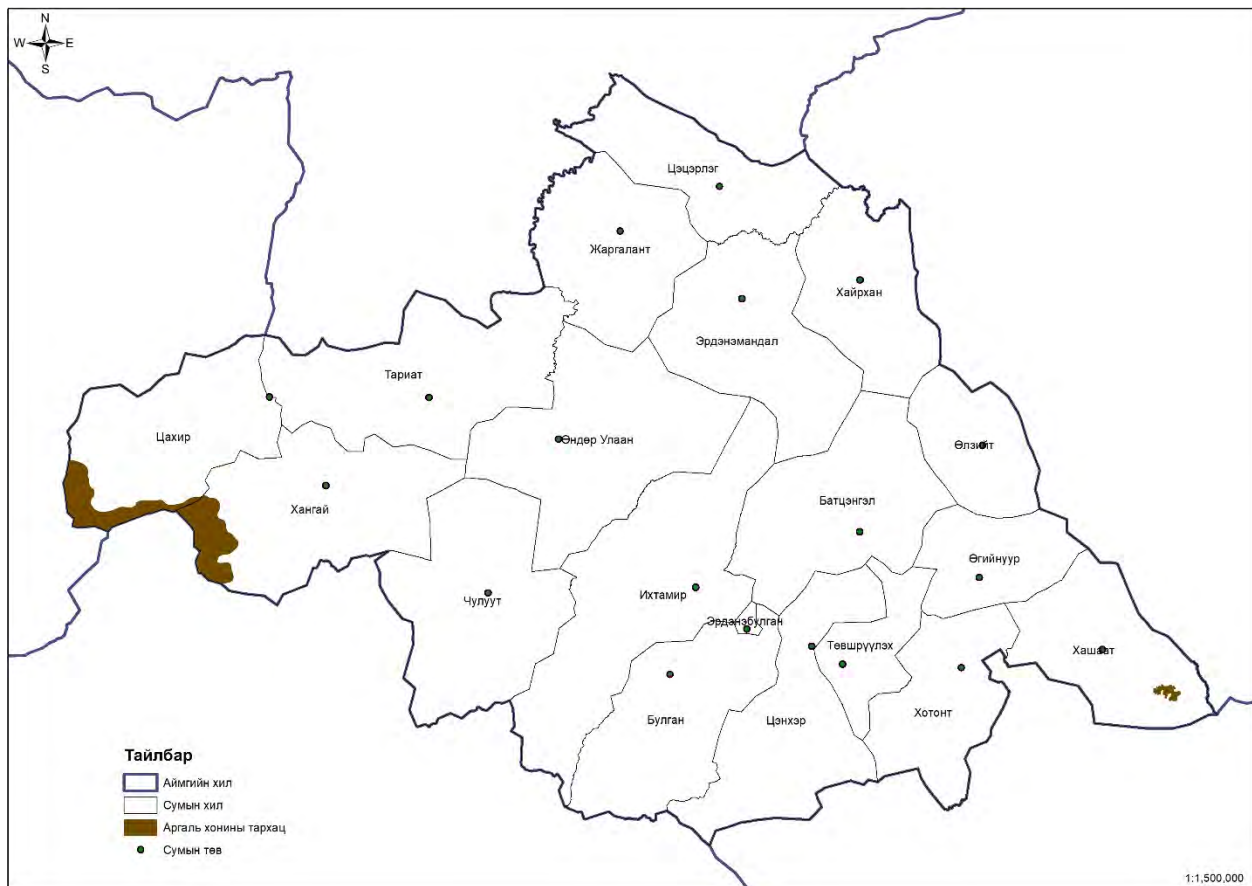 N
W E
S
Цэцэрлэг
Жаргалант
Хайрхан
Эрдэнэмандал
Тариат
Цахир
Өндөр Улаан
Өлзийт
Батцэнгэл
Хангай
Өгийнуур
Чулуут
Ихтамир
Эрдэнэбулган
Төвшрүүлэх
Хашаат
Булган
Цэнхэр
Хотонт
Тайлбар
Аймгийн хил
Сумын хил
Аргаль хонины тархац
Сумын төв
1:1,500,000